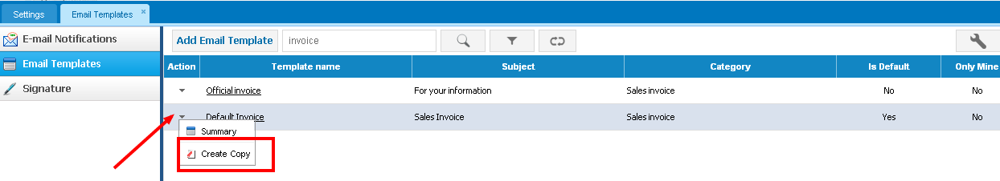 Settings
Email Templates
E-mail Notifications
Email Templates
Signature
Add Email Template
invoice
Action Template name Subject Category Is Default Only Mine
Official invoice For your information Sales invoice No No
Default Invoice Sales Invoice Sales invoice Yes No
Summary
Create Copy